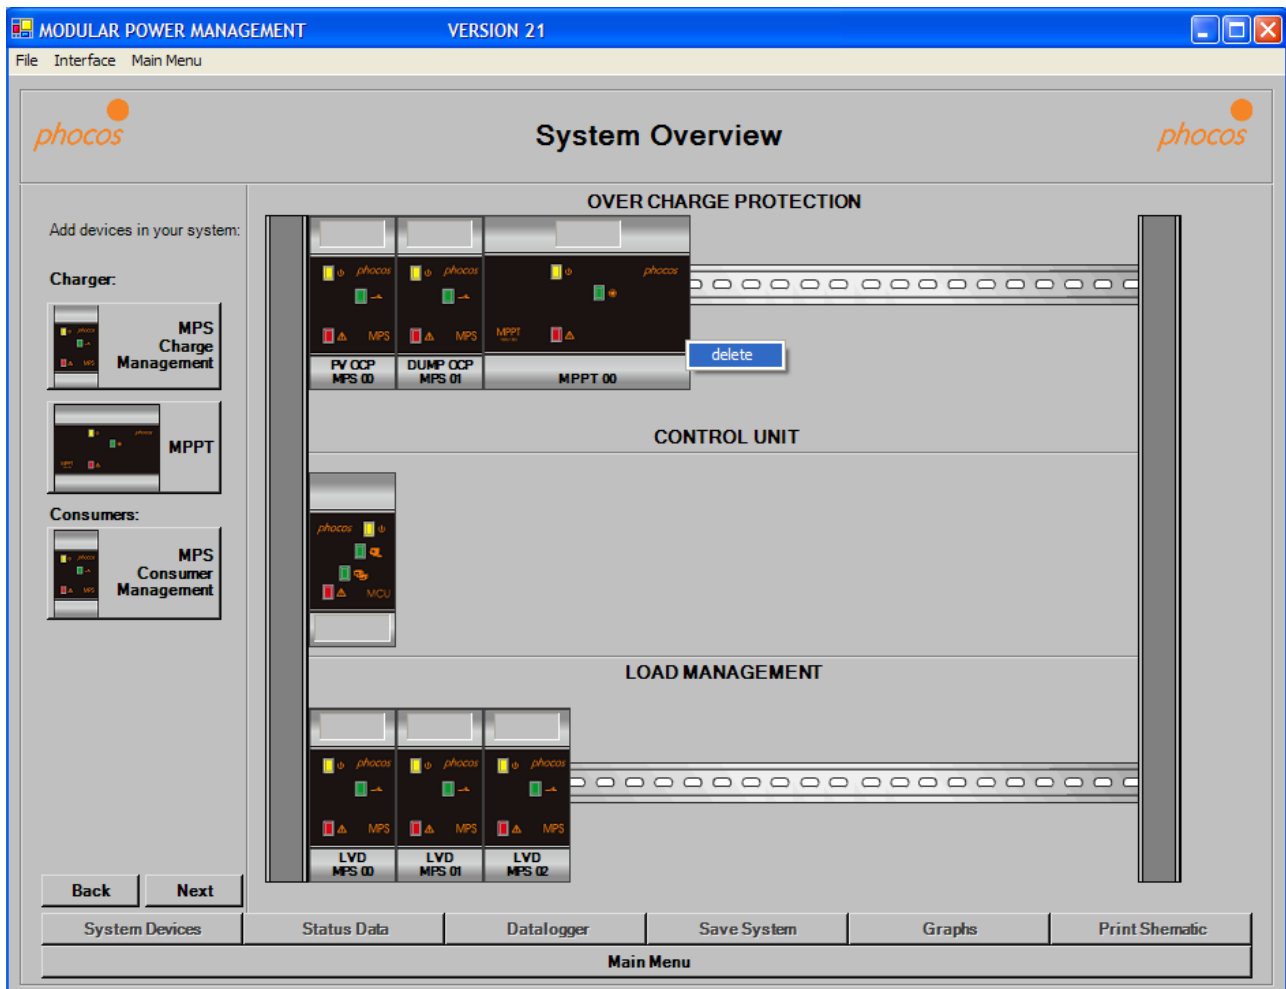 MODULAR POWER MANAGEMENT VERSION 21
File Interface Main Menu
phocos
System Overview
phocos
Add devices in your system:
Charger:
MPS
Charge
Management
MPPT
Consumers:
MPS
Consumer
Management
OVER CHARGE PROTECTION
phocos phocos phocos
MPS MPS MPPT
PV OCP
MPS 00
DUMP OCP
MPS 01
MPPT 00
delete
CONTROL UNIT
phocos
MCU
LOAD MANAGEMENT
phocos phocos phocos
MPS MPS MPS
LVD
MPS 00
LVD
MPS 01
LVD
MPS 02
Back Next
System Devices Status Data Datalogger Save System Graphs Print Shematic
Main Menu